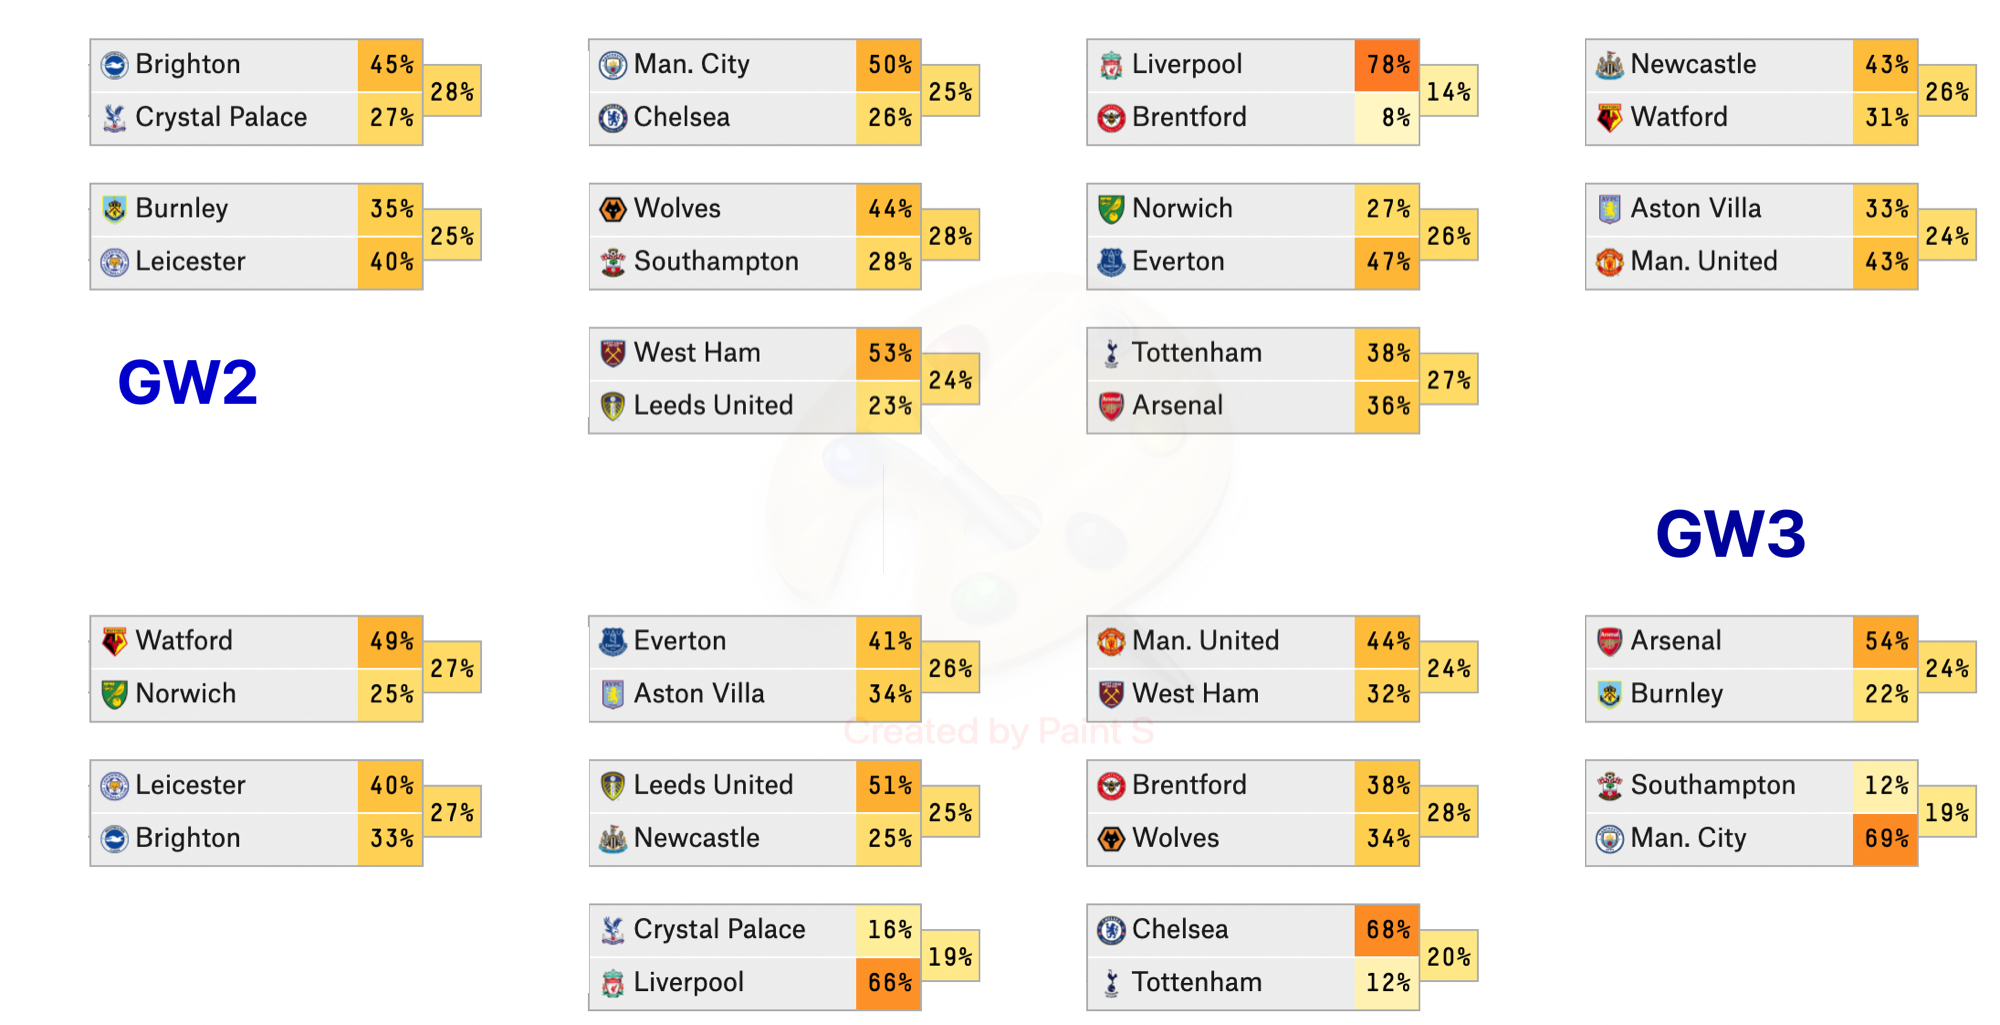 Brighton 45%
28%
Crystal Palace 27%
Man. City 50%
25%
Chelsea 26%
Liverpool 78%
14%
Brentford 8%
Newcastle 43%
26%
Watford 31%
Burnley 35%
25%
Leicester 40%
Wolves 44%
28%
Southampton 28%
Norwich 27%
26%
Everton 47%
Aston Villa 33%
24%
Man. United 43%
GW2
West Ham 53%
24%
Leeds United 23%
Tottenham 38%
27%
Arsenal 36%
GW3
Watford 49%
27%
Norwich 25%
Everton 41%
26%
Aston Villa 34%
Man. United 44%
24%
West Ham 32%
Arsenal 54%
24%
Burnley 22%
Created by Paint S
Leicester 40%
27%
Brighton 33%
Leeds United 51%
25%
Newcastle 25%
Brentford 38%
28%
Wolves 34%
Southampton 12%
19%
Man. City 69%
Crystal Palace 16%
19%
Liverpool 66%
Chelsea 68%
20%
Tottenham 12%